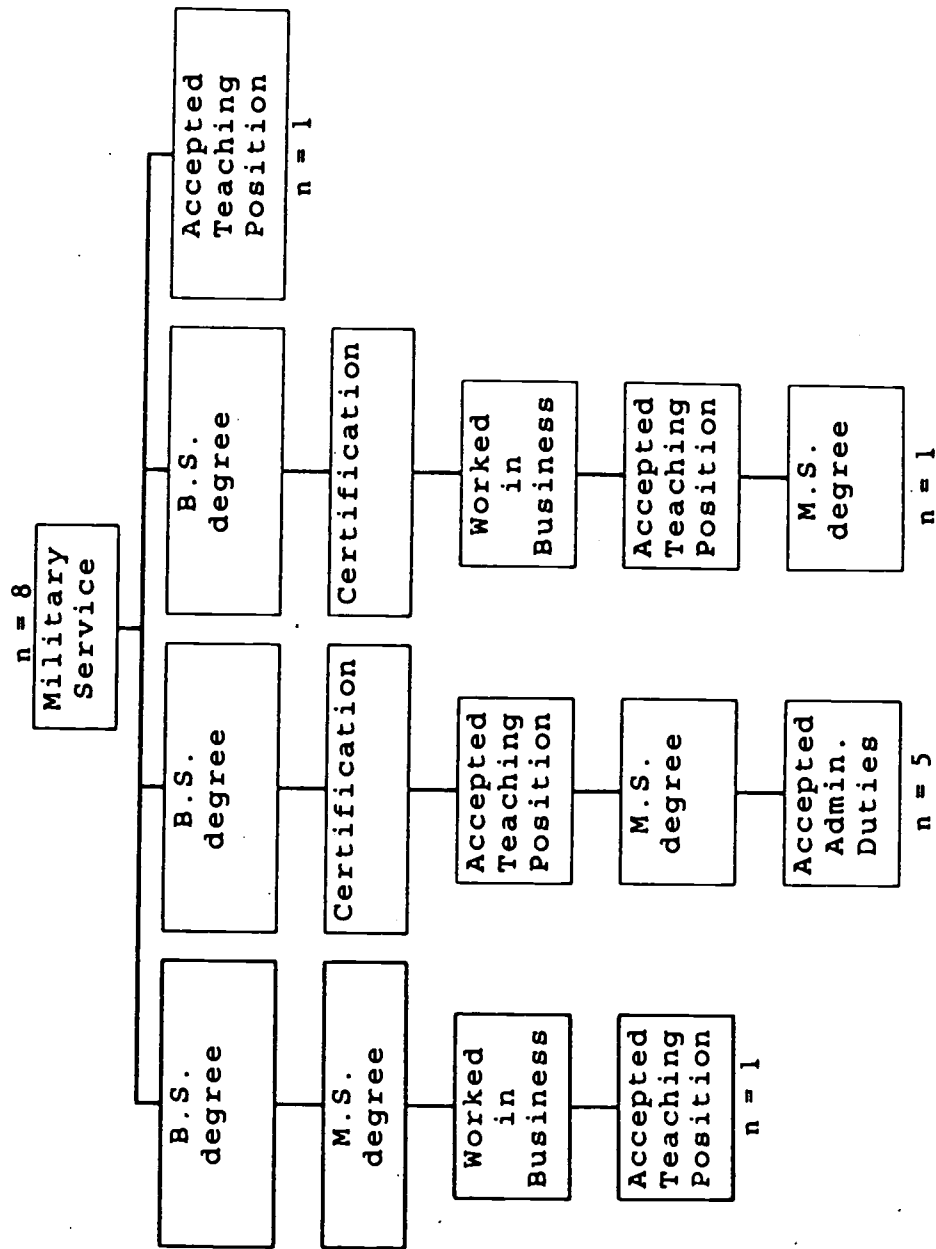 n = 8
Military
Service
B.S.
degree
M.S.
degree
Worked
in
Business
Accepted
Teaching
Position
n = 1
B.S.
degree
Certification
Accepted
Teaching
Position
M.S.
degree
Accepted
Admin.
Duties
n = 5
B.S.
degree
Certification
Worked
in
Business
Accepted
Teaching
Position
M.S.
degree
n = 1
Accepted
Teaching
Position
n = 1